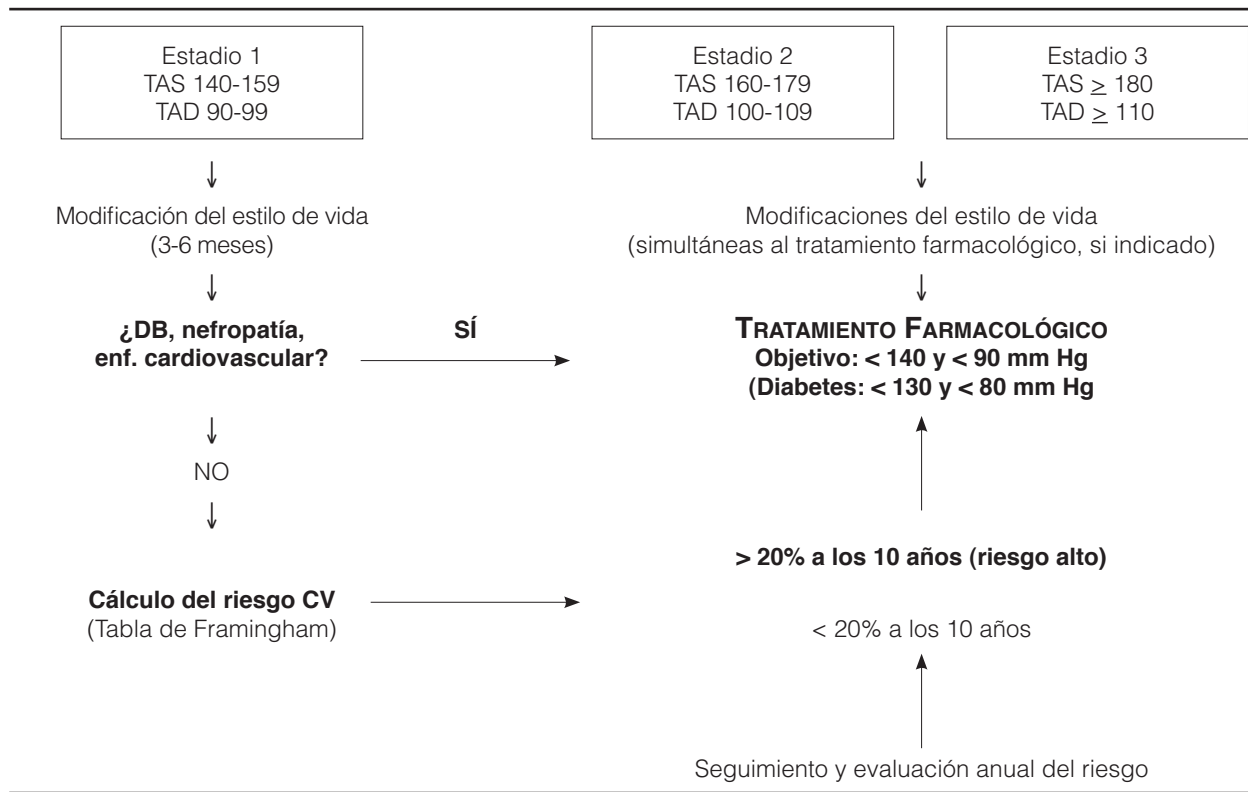 Estadio 1
TAS 140-159
TAD 90-99
Estadio 2
TAS 160-179
TAD 100-109
Estadio 3
TAS ≥ 180
TAD ≥ 110
Modificación del estilo de vida
(3-6 meses)
Modificaciones del estilo de vida
(simultáneas al tratamiento farmacológico, si indicado)
¿DB, nefropatía,
enf. cardiovascular?
SÍ
TRATAMIENTO FARMACOLÓGICO
Objetivo: < 140 y < 90 mm Hg
(Diabetes: < 130 y < 80 mm Hg
NO
> 20% a los 10 años (riesgo alto)
Cálculo del riesgo CV
(Tabla de Framingham)
< 20% a los 10 años
Seguimiento y evaluación anual del riesgo